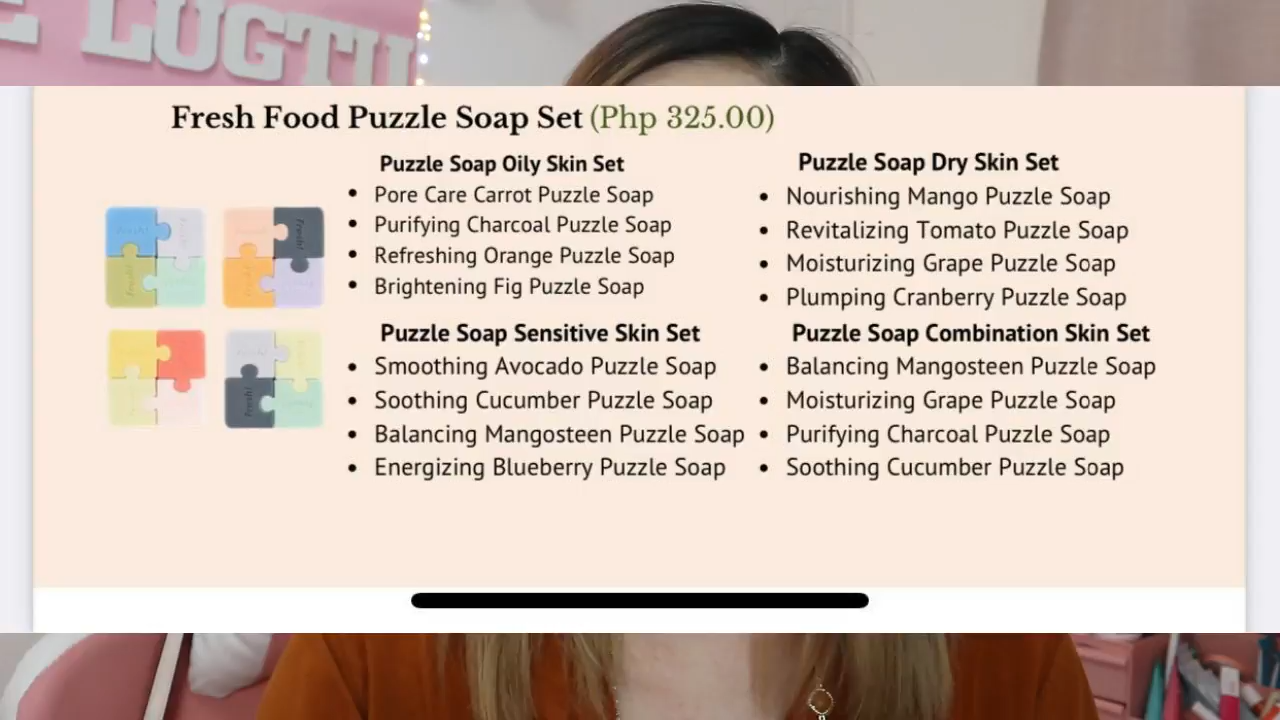 E LUGTU
Fresh Food Puzzle Soap Set (Php 325.00)
Puzzle Soap Oily Skin Set
• Pore Care Carrot Puzzle Soap
• Purifying Charcoal Puzzle Soap
• Refreshing Orange Puzzle Soap
• Brightening Fig Puzzle Soap
Puzzle Soap Dry Skin Set
• Nourishing Mango Puzzle Soap
• Revitalizing Tomato Puzzle Soap
• Moisturizing Grape Puzzle Soap
• Plumping Cranberry Puzzle Soap
Puzzle Soap Sensitive Skin Set
• Smoothing Avocado Puzzle Soap
• Soothing Cucumber Puzzle Soap
• Balancing Mangosteen Puzzle Soap
• Energizing Blueberry Puzzle Soap
Puzzle Soap Combination Skin Set
• Balancing Mangosteen Puzzle Soap
• Moisturizing Grape Puzzle Soap
• Purifying Charcoal Puzzle Soap
• Soothing Cucumber Puzzle Soap